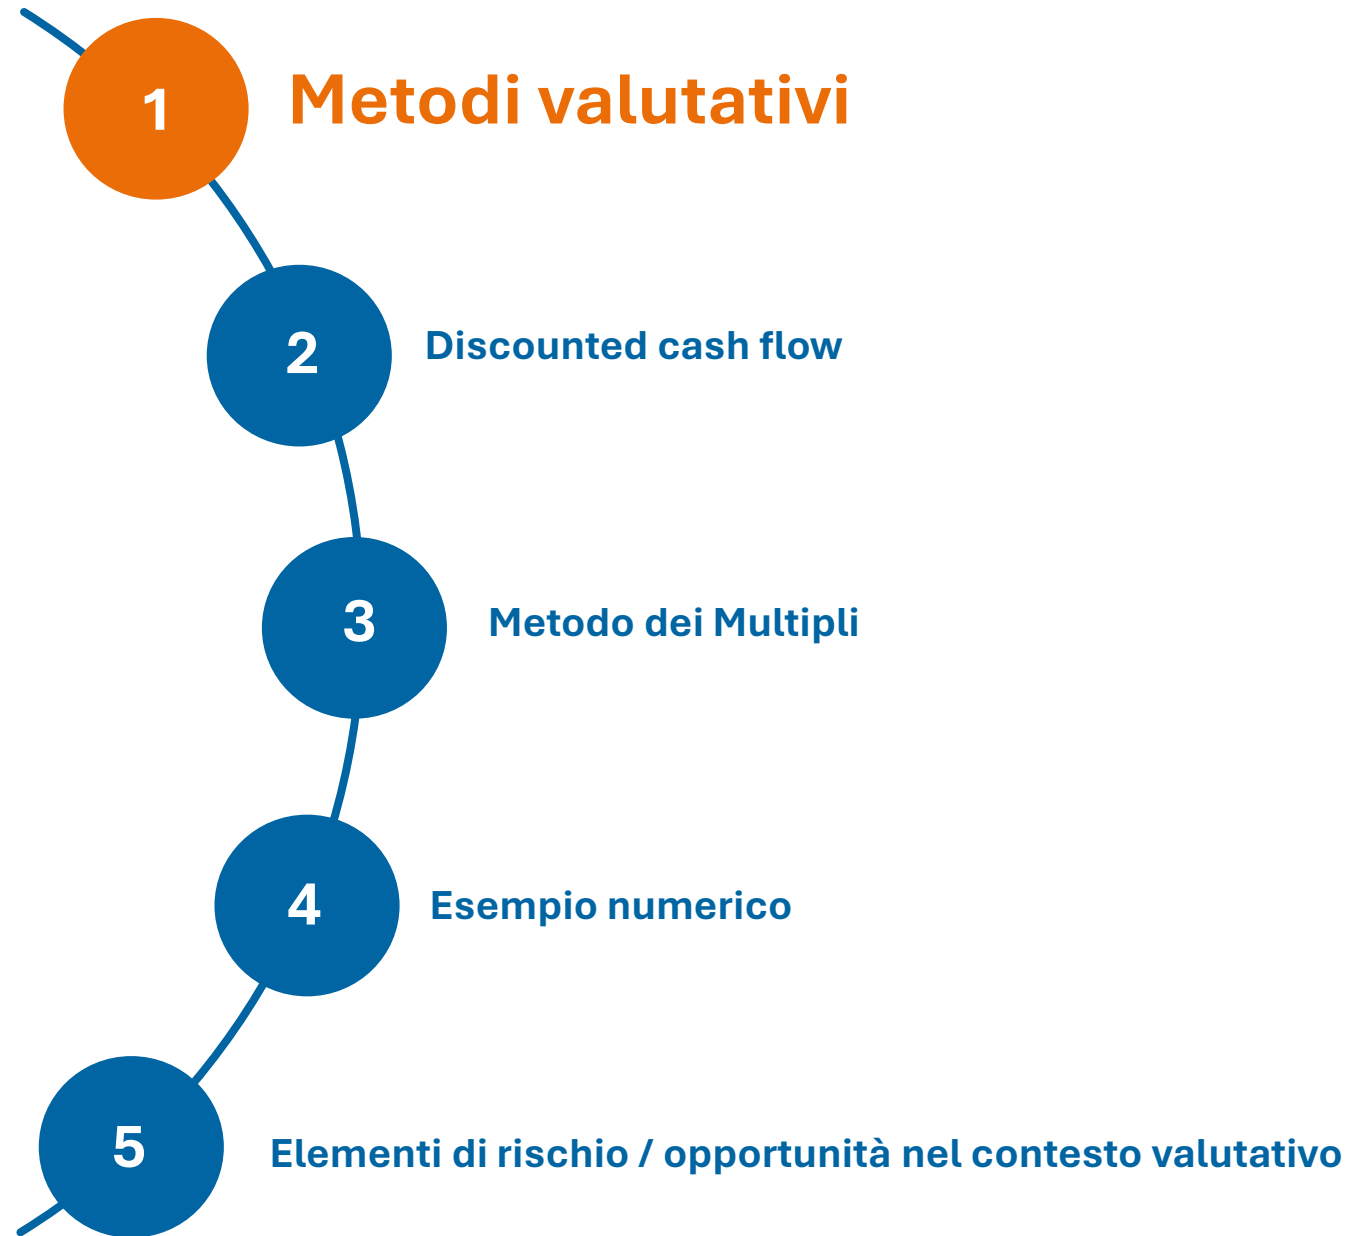 1
Metodi valutativi
2
Discounted cash flow
3
Metodo dei Multipli
4
Esempio numerico
5
Elementi di rischio / opportunità nel contesto valutativo